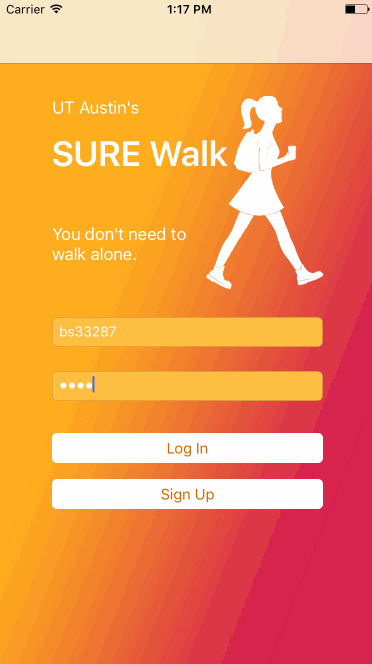 Carrier 1:17 PM
UT Austin's
SURE Walk
You don't need to
walk alone.
bs33287
••••
Log In
Sign Up